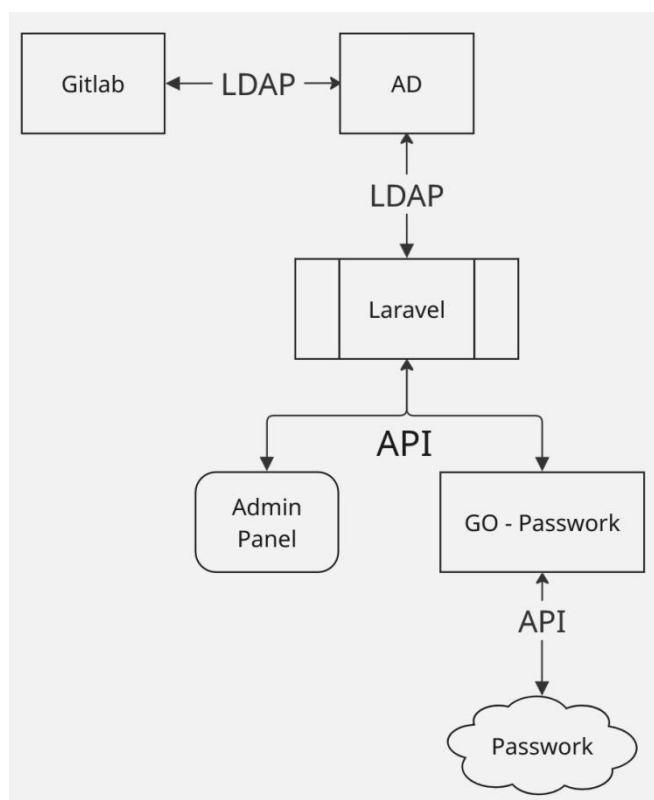 Gitlab
LDAP
AD
LDAP
Laravel
API
Admin
Panel
GO - Passwork
API
Passwork